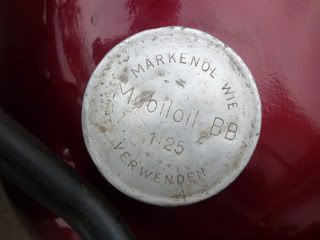 MARKENÖL WIE
Mobiloil BB
1:25
VERWENDEN